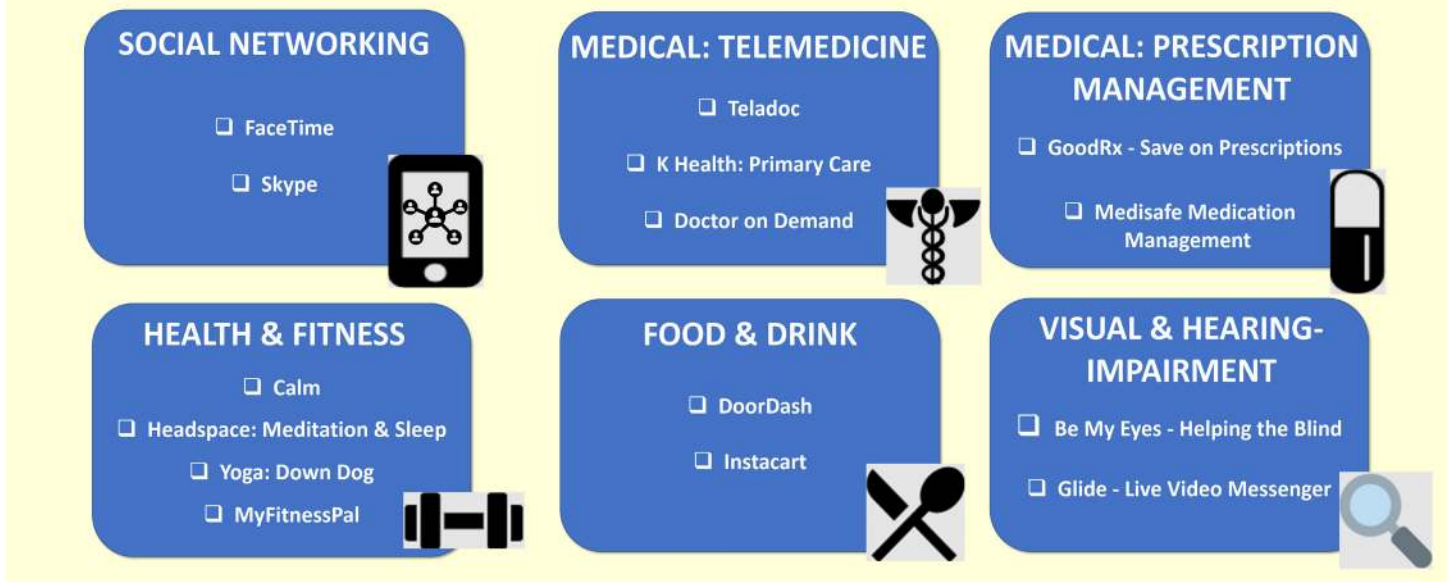 SOCIAL NETWORKING
❑ FaceTime
❑ Skype
MEDICAL: TELEMEDICINE
❑ Teladoc
❑ K Health: Primary Care
❑ Doctor on Demand
MEDICAL: PRESCRIPTION
MANAGEMENT
❑ GoodRx - Save on Prescriptions
❑ Medisafe Medication
Management
HEALTH & FITNESS
❑ Calm
❑ Headspace: Meditation & Sleep
❑ Yoga: Down Dog
❑ MyFitnessPal
FOOD & DRINK
❑ DoorDash
❑ Instacart
VISUAL & HEARING-
IMPAIRMENT
❑ Be My Eyes - Helping the Blind
❑ Glide - Live Video Messenger